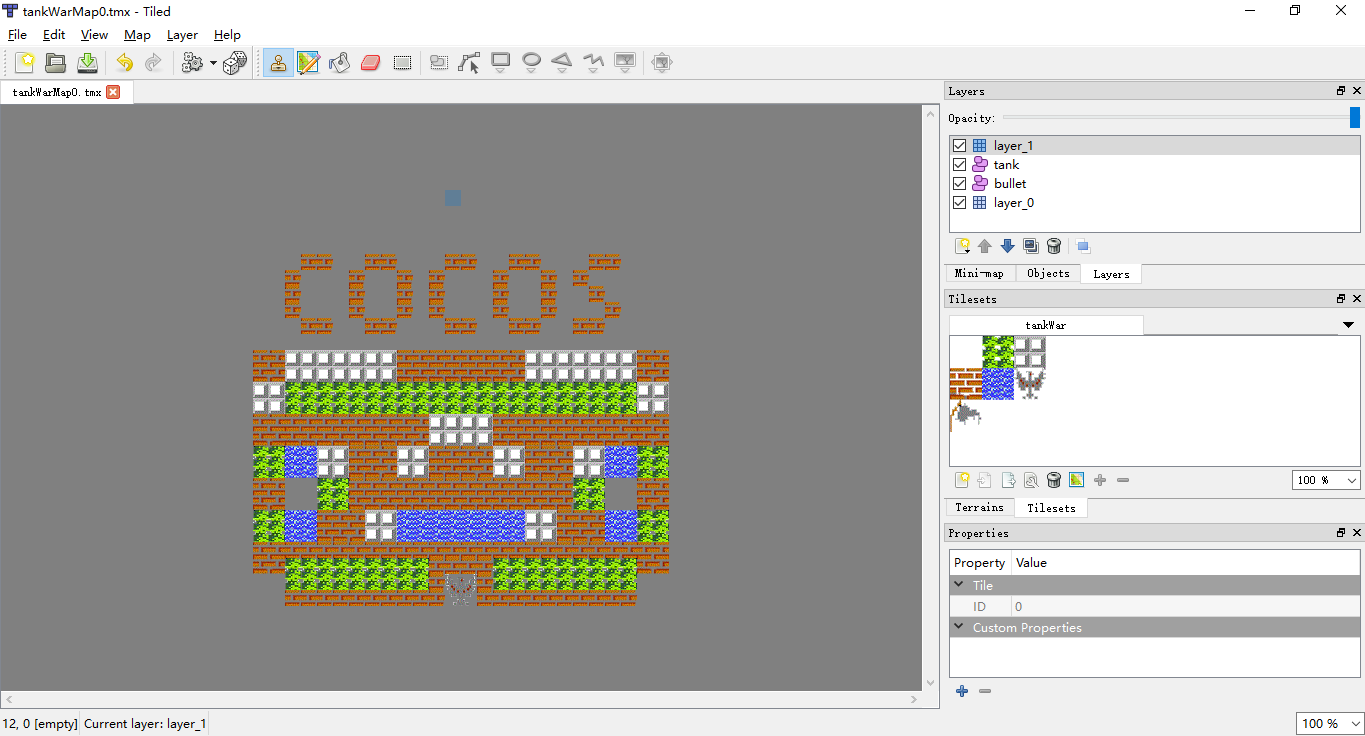 tankWarMap0.tmx - Tiled
File Edit View Map Layer Help
tankWarMap0. tmx
COCOS
12, 0 [empty] Current layer: layer_1
Layers
Opacity:
layer_1
tank
bullet
layer_0
Mini-map Objects Layers
Tilesets
tankWar
100 %
Terrains Tilesets
Properties
Property Value
Tile
ID 0
Custom Properties
100 %